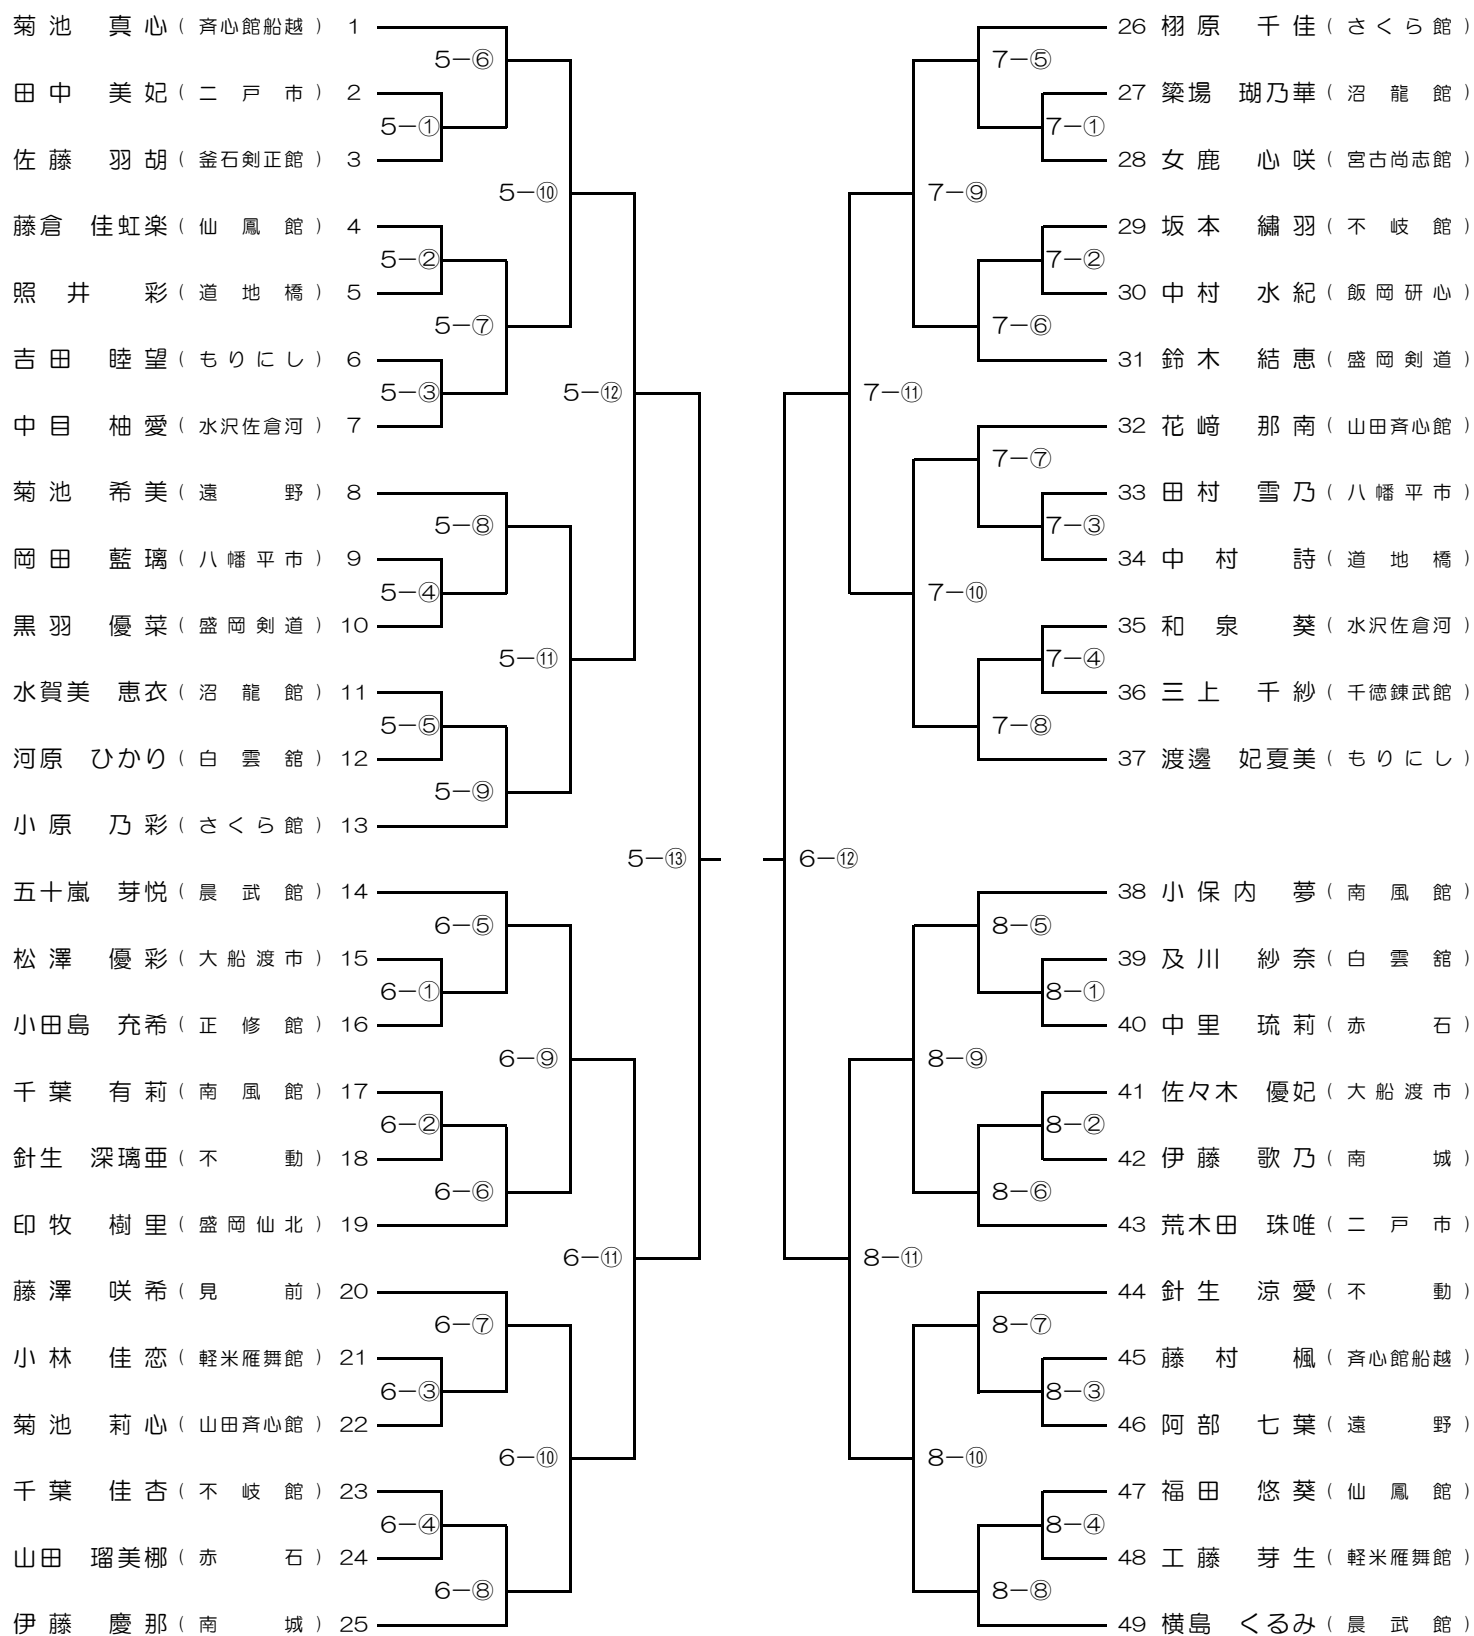 菊池 真心 (斉心館船越) 1
5-⑥
田中 美妃 (二戸市) 2
5-①
佐藤 羽胡 (釜石剣正館) 3
5-⑩
藤倉 佳虹楽 (仙鳳館) 4
5-②
照井 彩 (道地橋) 5
5-⑦
吉田 睦望 (もりにし) 6
5-③
5-⑫
中目 柚愛 (水沢佐倉河) 7
菊池 希美 (遠野) 8
5-⑧
岡田 藍璃 (八幡平市) 9
5-④
黒羽 優菜 (盛岡剣道) 10
5-⑪
水賀美 恵衣 (沼龍館) 11
5-⑤
河原 ひかり (白雲舘) 12
5-⑨
小原 乃彩 (さくら館) 13
5-⑬
五十嵐 芽悦 (晨武館) 14
6-⑤
松澤 優彩 (大船渡市) 15
6-①
小田島 充希 (正修館) 16
6-⑨
千葉 有莉 (南風館) 17
6-②
針生 深璃亜 (不動) 18
6-⑥
印牧 樹里 (盛岡仙北) 19
6-⑪
藤澤 咲希 (見前) 20
6-⑦
小林 佳恋 (軽米雁舞館) 21
6-③
菊池 莉心 (山田斉心館) 22
6-⑩
千葉 佳杏 (不岐館) 23
6-④
山田 瑠美梛 (赤石) 24
6-⑧
伊藤 慶那 (南城) 25
26 栩原 千佳 (さくら館)
7-⑤
27 簗場 瑚乃華 (沼龍館)
7-①
28 女鹿 心咲 (宮古尚志館)
7-⑨
29 坂本 繡羽 (不岐館)
7-②
30 中村 水紀 (飯岡研心)
7-⑥
31 鈴木 結恵 (盛岡剣道)
7-⑪
32 花﨑 那南 (山田斉心館)
7-⑦
33 田村 雪乃 (八幡平市)
7-③
34 中村 詩 (道地橋)
7-⑩
35 和泉 葵 (水沢佐倉河)
7-④
36 三上 千紗 (千徳錬武館)
7-⑧
37 渡邊 妃夏美 (もりにし)
6-⑫
38 小保内 夢 (南風館)
8-⑤
39 及川 紗奈 (白雲舘)
8-①
40 中里 琉莉 (赤石)
8-⑨
41 佐々木 優妃 (大船渡市)
8-②
42 伊藤 歌乃 (南城)
8-⑥
43 荒木田 珠唯 (二戸市)
8-⑪
44 針生 涼愛 (不動)
8-⑦
45 藤村 楓 (斉心館船越)
8-③
46 阿部 七葉 (遠野)
8-⑩
47 福田 悠葵 (仙鳳館)
8-④
48 工藤 芽生 (軽米雁舞館)
8-⑧
49 横島 くるみ (晨武館)